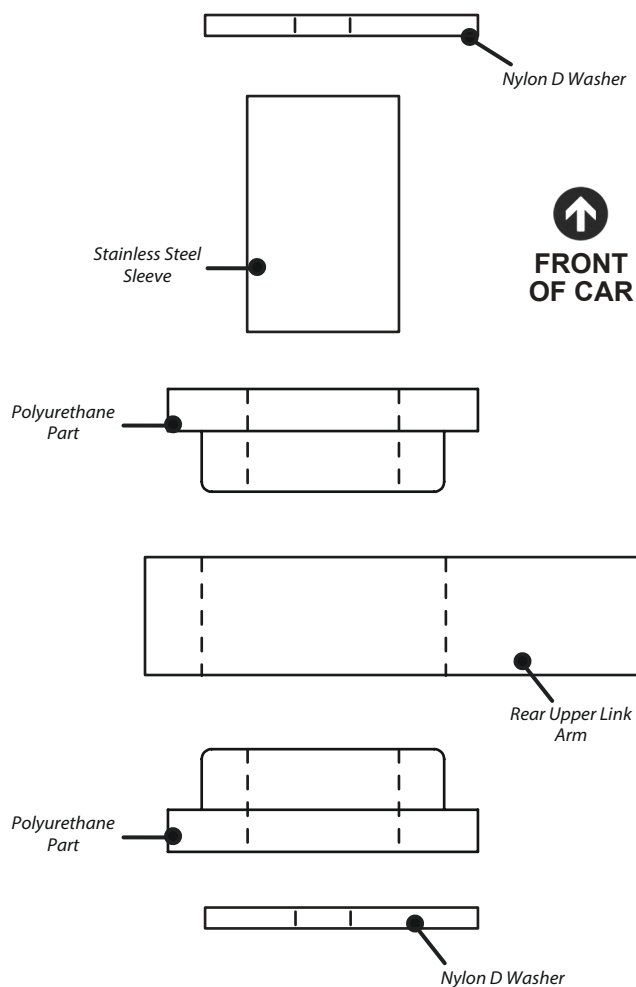 Nylon D Washer
Stainless Steel
Sleeve
FRONT
OF CAR
Polyurethane
Part
Rear Upper Link
Arm
Polyurethane
Part
Nylon D Washer